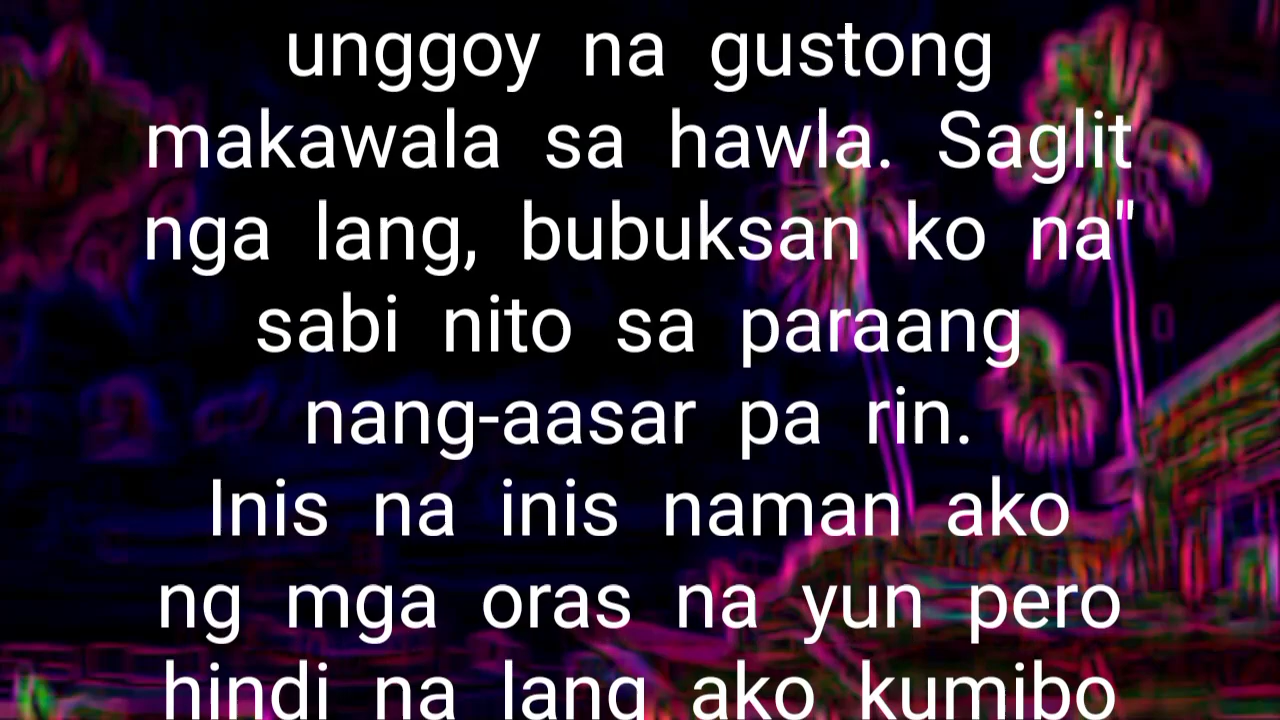 unggoy na gustong
makawala sa hawla. Saglit
nga lang, bubuksan ko na"
sabi nito sa paraang
nang-aasar pa rin.
Inis na inis naman ako
ng mga oras na yun pero
hindi na lang ako kumibo